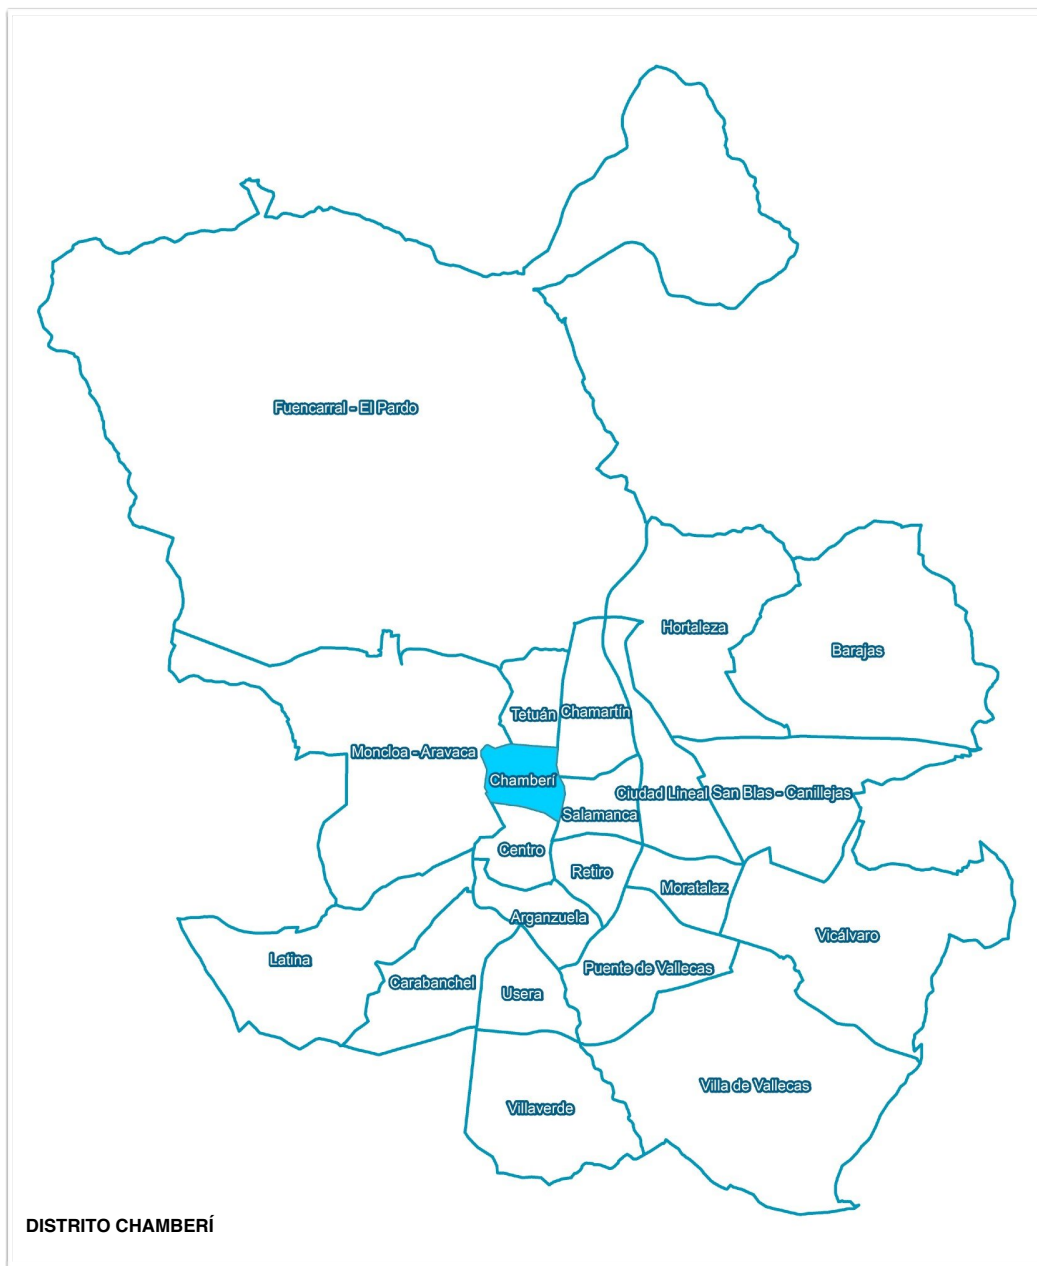 Fuencarral - El Pardo
Hortaleza
Barajas
Tetuán
Chamartín
Moncloa - Aravaca
Chamberí
Ciudad Lineal
San Blas - Canillejas
Salamanca
Centro
Retiro
Moratalaz
Arganzuela
Vicálvaro
Latina
Carabanchel
Puente de Vallecas
Usera
Villa de Vallecas
Villaverde
DISTRITO CHAMBERÍ